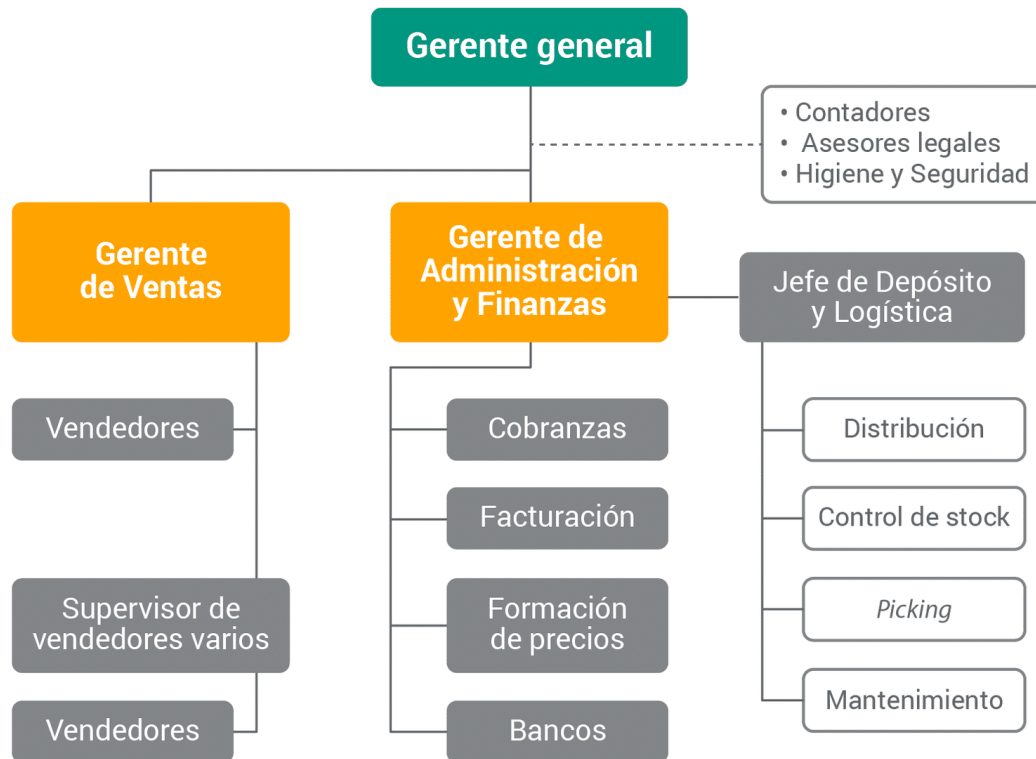 Gerente general
• Contadores
• Asesores legales
• Higiene y Seguridad
Gerente
de Ventas
Gerente de
Administración
y Finanzas
Jefe de Depósito
y Logística
Vendedores
Cobranzas
Distribución
Facturación
Control de stock
Supervisor de
vendedores varios
Formación
de precios
Picking
Vendedores
Bancos
Mantenimiento